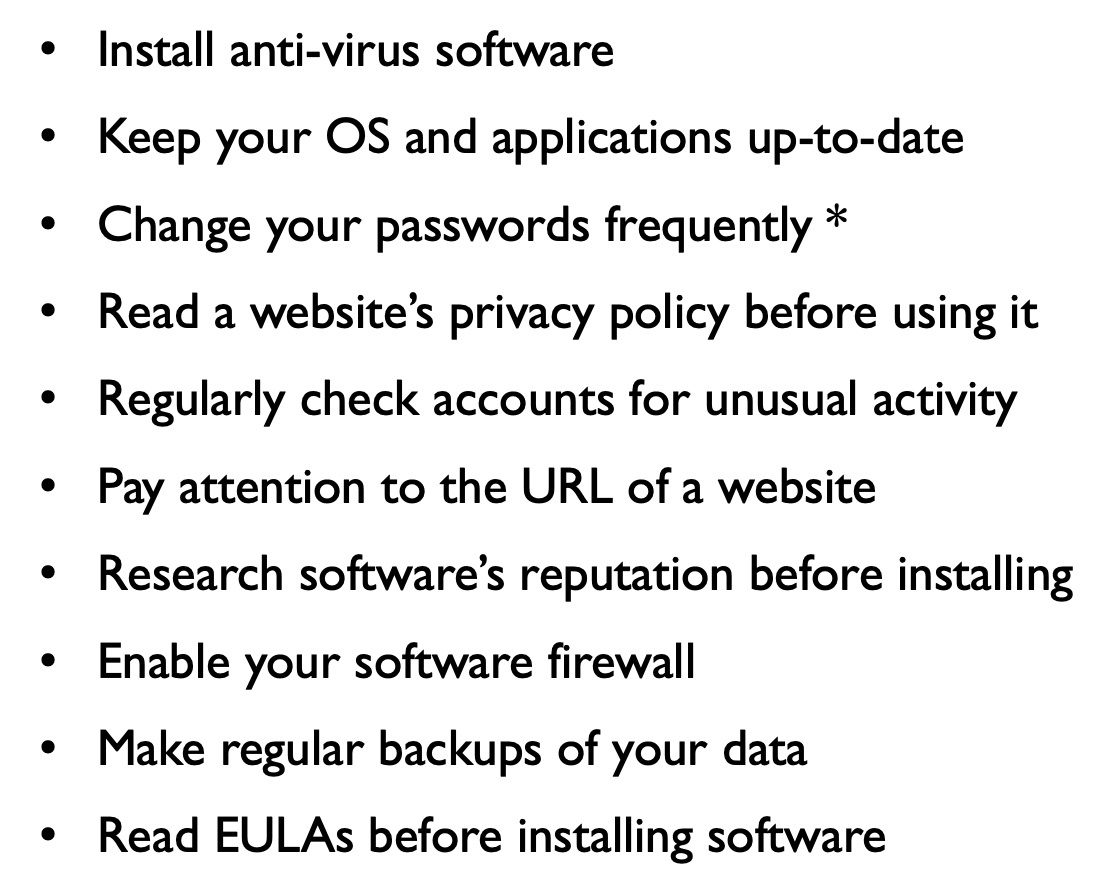 • Install anti-virus software
• Keep your OS and applications up-to-date
• Change your passwords frequently *
• Read a website’s privacy policy before using it
• Regularly check accounts for unusual activity
• Pay attention to the URL of a website
• Research software’s reputation before installing
• Enable your software firewall
• Make regular backups of your data
• Read EULAs before installing software